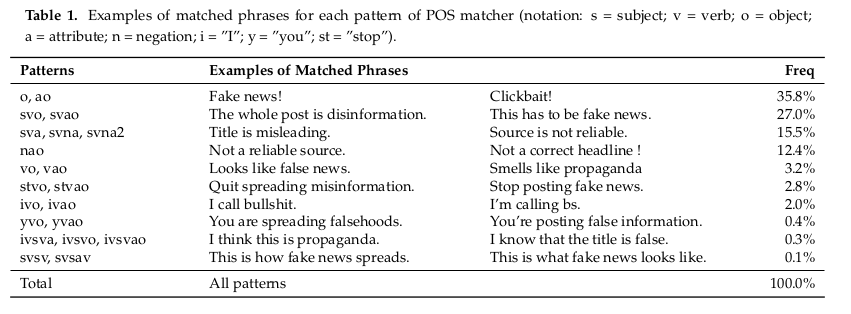 Table 1. Examples of matched phrases for each pattern of POS matcher (notation: s = subject; v = verb; o = object;
a = attribute; n = negation; i = ”I”; y = ”you”; st = ”stop”).
Patterns Examples of Matched Phrases Freq
o, ao Fake news! Clickbait! 35.8%
svo, svao The whole post is disinformation. This has to be fake news. 27.0%
sva, svna, svna2 Title is misleading. Source is not reliable. 15.5%
nao Not a reliable source. Not a correct headline ! 12.4%
vo, vao Looks like false news. Smells like propaganda 3.2%
stvo, stvao Quit spreading misinformation. Stop posting fake news. 2.8%
ivo, ivao I call bullshit. I’m calling bs. 2.0%
yvo, yvao You are spreading falsehoods. You’re posting false information. 0.4%
ivsva, ivsvo, ivsvao I think this is propaganda. I know that the title is false. 0.3%
svsv, svsav This is how fake news spreads. This is what fake news looks like. 0.1%
Total All patterns 100.0%